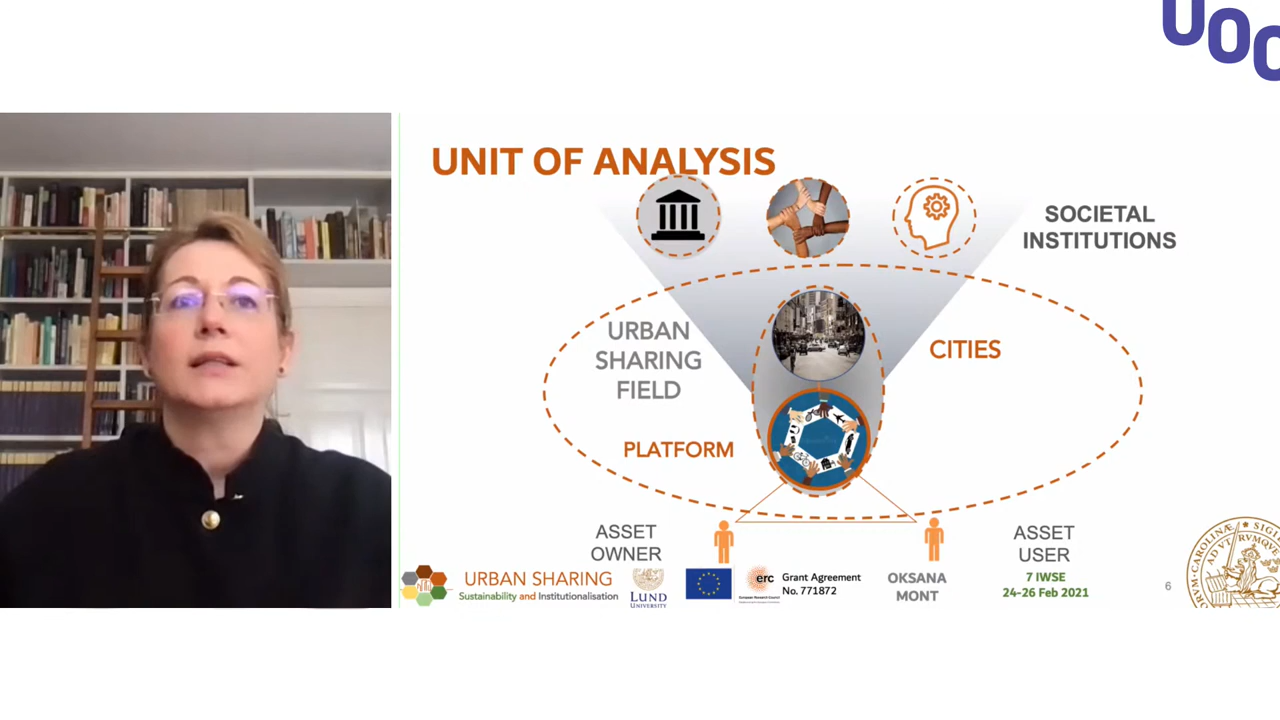 UOC
UNIT OF ANALYSIS
SOCIETAL
INSTITUTIONS
URBAN
SHARING
FIELD
CITIES
PLATFORM
ASSET
OWNER
ASSET
USER
URBAN SHARING
Sustainability and Institutionalisation
LUND
UNIVERSITY
erc
Grant Agreement
No. 771872
OKSANA
MONT
7 IWSE
24-26 Feb 2021
6